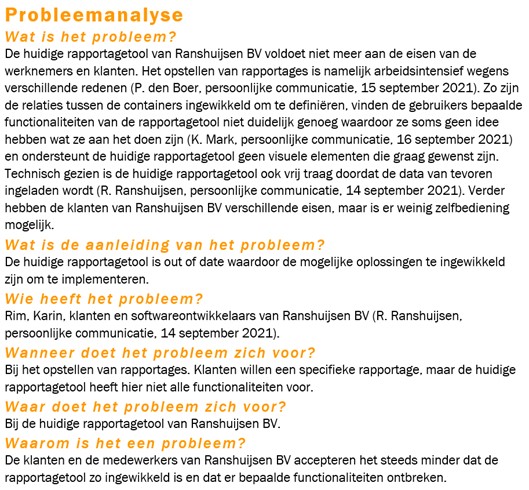 Probleemanalyse
Wat is het probleem?
De huidige rapportagetool van Ranshuijsen BV voldoet niet meer aan de eisen van de
werknemers en klanten. Het opstellen van rapportages is namelijk arbeidsintensief wegens
verschillende redenen (P. den Boer, persoonlijke communicatie, 15 september 2021). Zo zijn
de relaties tussen de containers ingewikkeld om te definiëren, vinden de gebruikers bepaalde
functionaliteiten van de rapportagetool niet duidelijk genoeg waardoor ze soms geen idee
hebben wat ze aan het doen zijn (K. Mark, persoonlijke communicatie, 16 september 2021)
en ondersteunt de huidige rapportagetool geen visuele elementen die graag gewenst zijn.
Technisch gezien is de huidige rapportagetool ook vrij traag doordat de data van tevoren
ingeladen wordt (R. Ranshuijsen, persoonlijke communicatie, 14 september 2021). Verder
hebben de klanten van Ranshuijsen BV verschillende eisen, maar is er weinig zelfbediening
mogelijk.
Wat is de aanleiding van het probleem?
De huidige rapportagetool is out of date waardoor de mogelijke oplossingen te ingewikkeld
zijn om te implementeren.
Wie heeft het probleem?
Rim, Karin, klanten en softwareontwikkelaars van Ranshuijsen BV (R. Ranshuijsen,
persoonlijke communicatie, 14 september 2021).
Wanneer doet het probleem zich voor?
Bij het opstellen van rapportages. Klanten willen een specifieke rapportage, maar de huidige
rapportagetool heeft hier niet alle functionaliteiten voor.
Waar doet het probleem zich voor?
Bij de huidige rapportagetool van Ranshuijsen BV.
Waarom is het een probleem?
De klanten en de medewerkers van Ranshuijsen BV accepteren het steeds minder dat de
rapportagetool zo ingewikkeld is en dat er bepaalde functionaliteiten ontbreken.